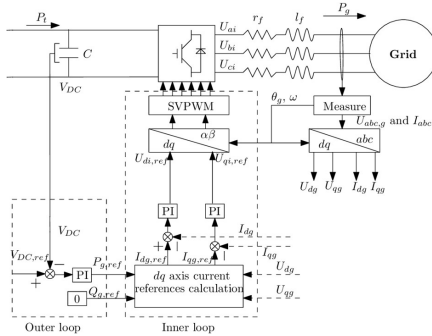 P_t
C
V_DC
U_ai
r_f
l_f
U_bi
U_ci
P_g
Grid
θ_g, ω
Measure
U_abc,g and I_abc
SVPWM
αβ
dq
U_di,ref
U_qi,ref
dq
abc
U_dg
U_qg
I_dg
I_qg
PI
PI
I_dg
I_qg
+
−
+
−
V_DC
V_DC,ref
+
−
PI
P_g,ref
I_dg,ref
I_qg,ref
U_dg
U_qg
dq axis current
references calculation
0
Q_g,ref
Outer loop
Inner loop